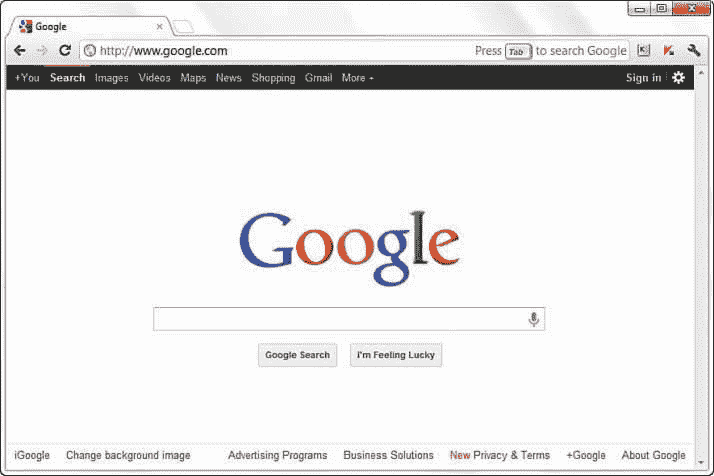 Google
http://www.google.com Press Tab to search Google
+You Search Images Videos Maps News Shopping Gmail More Sign in
Google
Google Search I'm Feeling Lucky
iGoogle Change background image Advertising Programs Business Solutions New Privacy & Terms +Google About Google